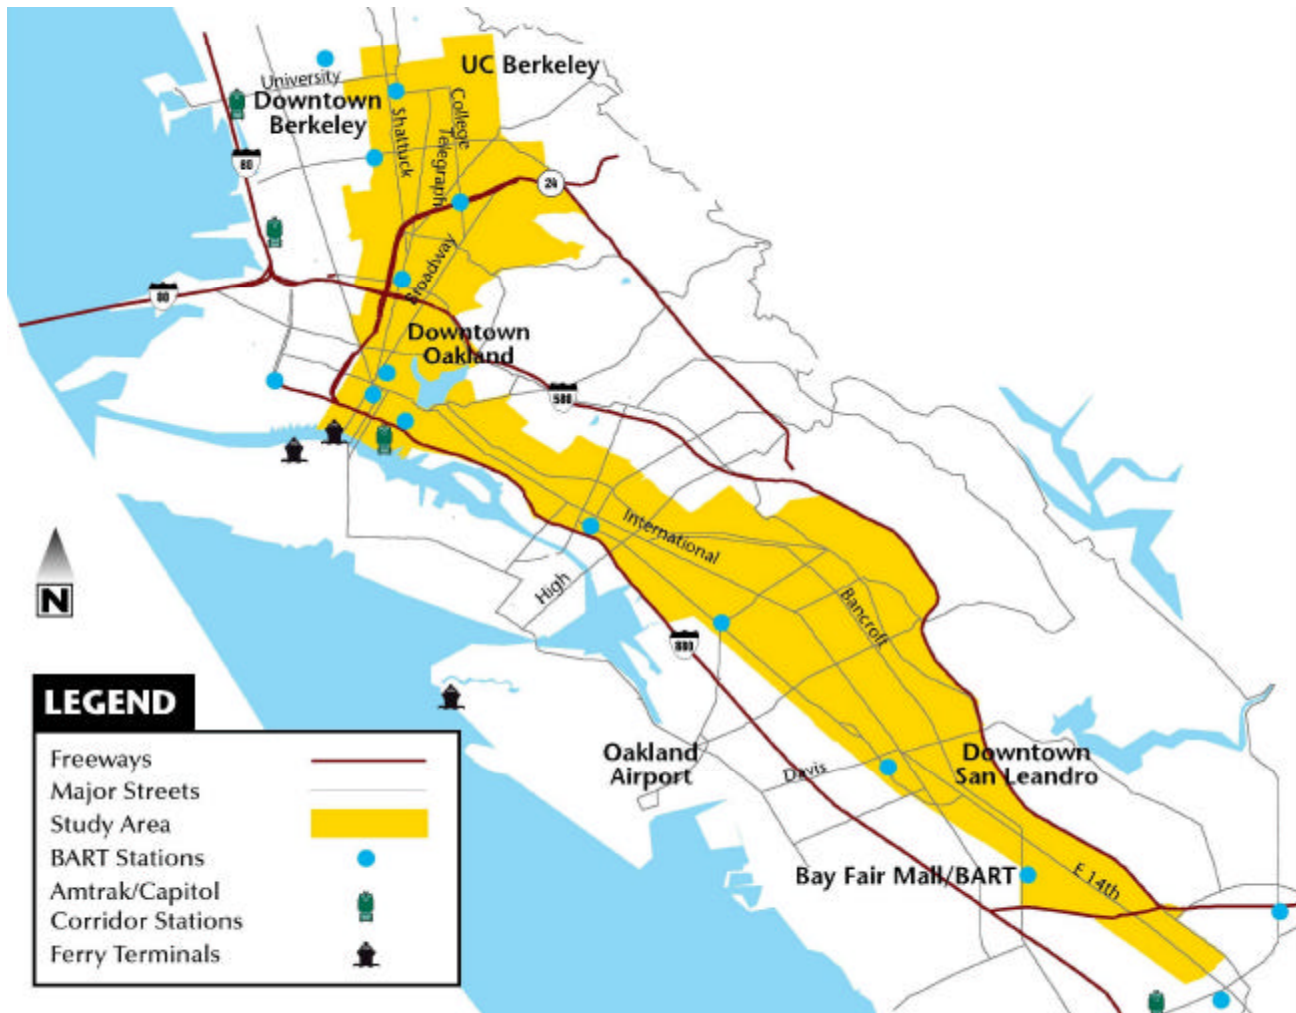 UC Berkeley
University
Downtown
Berkeley
Shattuck
College
Telegraph
80
24
Broadway
80
Downtown
Oakland
580
International
High
Bancroft
880
N
Oakland
Airport
Davis
Downtown
San Leandro
Bay Fair Mall/BART
E 14th
LEGEND
Freeways
Major Streets
Study Area
BART Stations
Amtrak/Capitol
Corridor Stations
Ferry Terminals